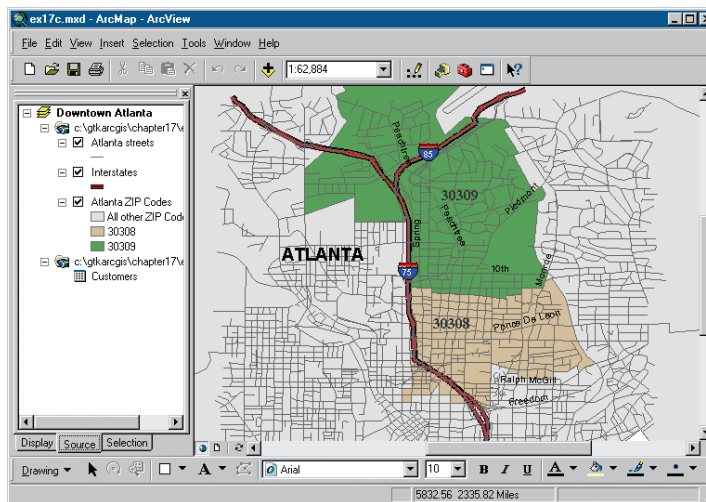 ex17c.mxd - ArcMap - ArcView
File Edit View Insert Selection Tools Window Help
1:62,884
Downtown Atlanta
c:\gtkarcgis\chapter17\e
Atlanta streets
Interstates
Atlanta ZIP Codes
All other ZIP Cod
30308
30309
c:\gtkarcgis\chapter17\e
Customers
Peachtree
85
30309
Piedmont
Peachtree
Spring
ATLANTA
10th
Monroe
75
30308
Ponce De Leon
Ralph McGill
Freedom
Display Source Selection
Drawing A Arial 10 B I U A
5832.56 2335.82 Miles